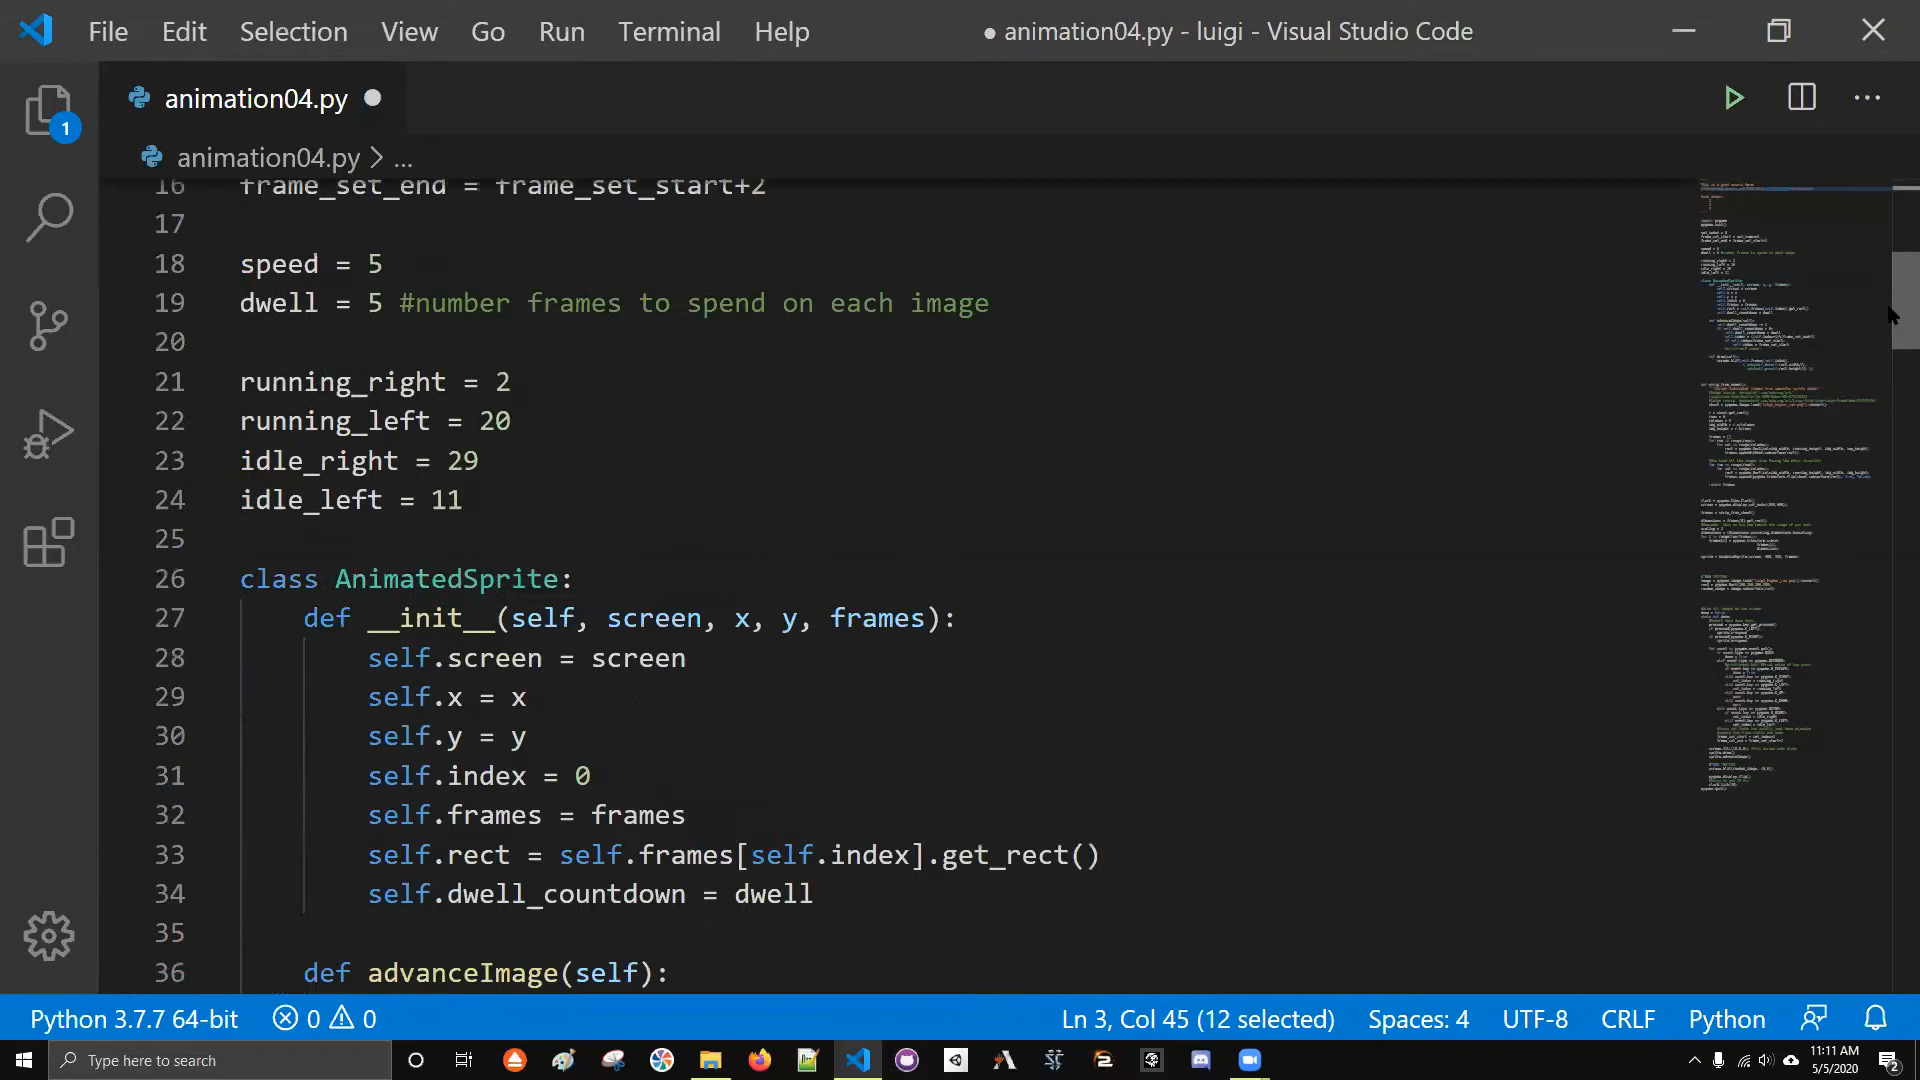 File Edit Selection View Go Run Terminal Help ● animation04.py - luigi - Visual Studio Code
animation04.py ●
1
animation04.py > ...
16 frame_set_end = frame_set_start+2
17
18 speed = 5
19 dwell = 5 #number frames to spend on each image
20
21 running_right = 2
22 running_left = 20
23 idle_right = 29
24 idle_left = 11
25
26 class AnimatedSprite:
27 def __init__(self, screen, x, y, frames):
28 self.screen = screen
29 self.x = x
30 self.y = y
31 self.index = 0
32 self.frames = frames
33 self.rect = self.frames[self.index].get_rect()
34 self.dwell_countdown = dwell
35
36 def advanceImage(self):
Python 3.7.7 64-bit 0 0 Ln 3, Col 45 (12 selected) Spaces: 4 UTF-8 CRLF Python
Type here to search
11:11 AM
5/5/2020
2